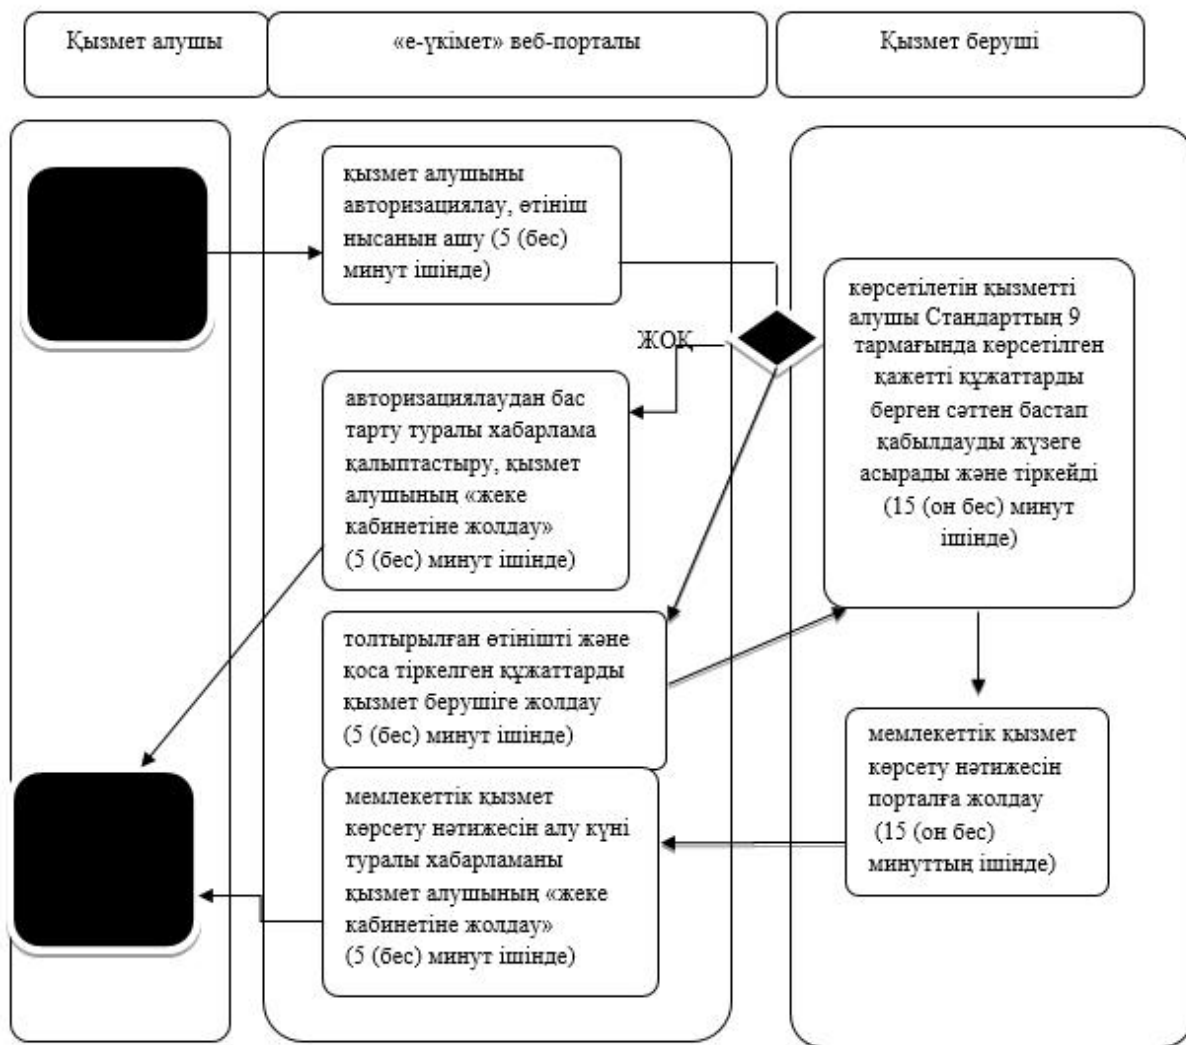 Қызмет алушы
«е-үкімет» веб-порталы
Қызмет беруші
қызмет алушыны
авторизациялау, өтініш
нысанын ашу (5 (бес)
минут ішінде)
ЖОҚ
авторизациялаудан бас
тарту туралы хабарлама
қалыптастыру, қызмет
алушының «жеке
кабинетіне жолдау»
(5 (бес) минут ішінде)
толтырылған өтінішті және
қоса тіркелген құжаттарды
қызмет берушіге жолдау
(5 (бес) минут ішінде)
мемлекеттік қызмет
көрсету нәтижесін алу күні
туралы хабарламаны
қызмет алушының «жеке
кабинетіне жолдау»
(5 (бес) минут ішінде)
көрсетілетін қызметті
алушы Стандарттың 9
тармағында көрсетілген
қажетті құжаттарды
берген сәттен бастап
қабылдауды жүзеге
асырады және тіркейді
(15 (он бес) минут
ішінде)
мемлекеттік қызмет
көрсету нәтижесін
порталға жолдау
(15 (он бес)
минуттың ішінде)